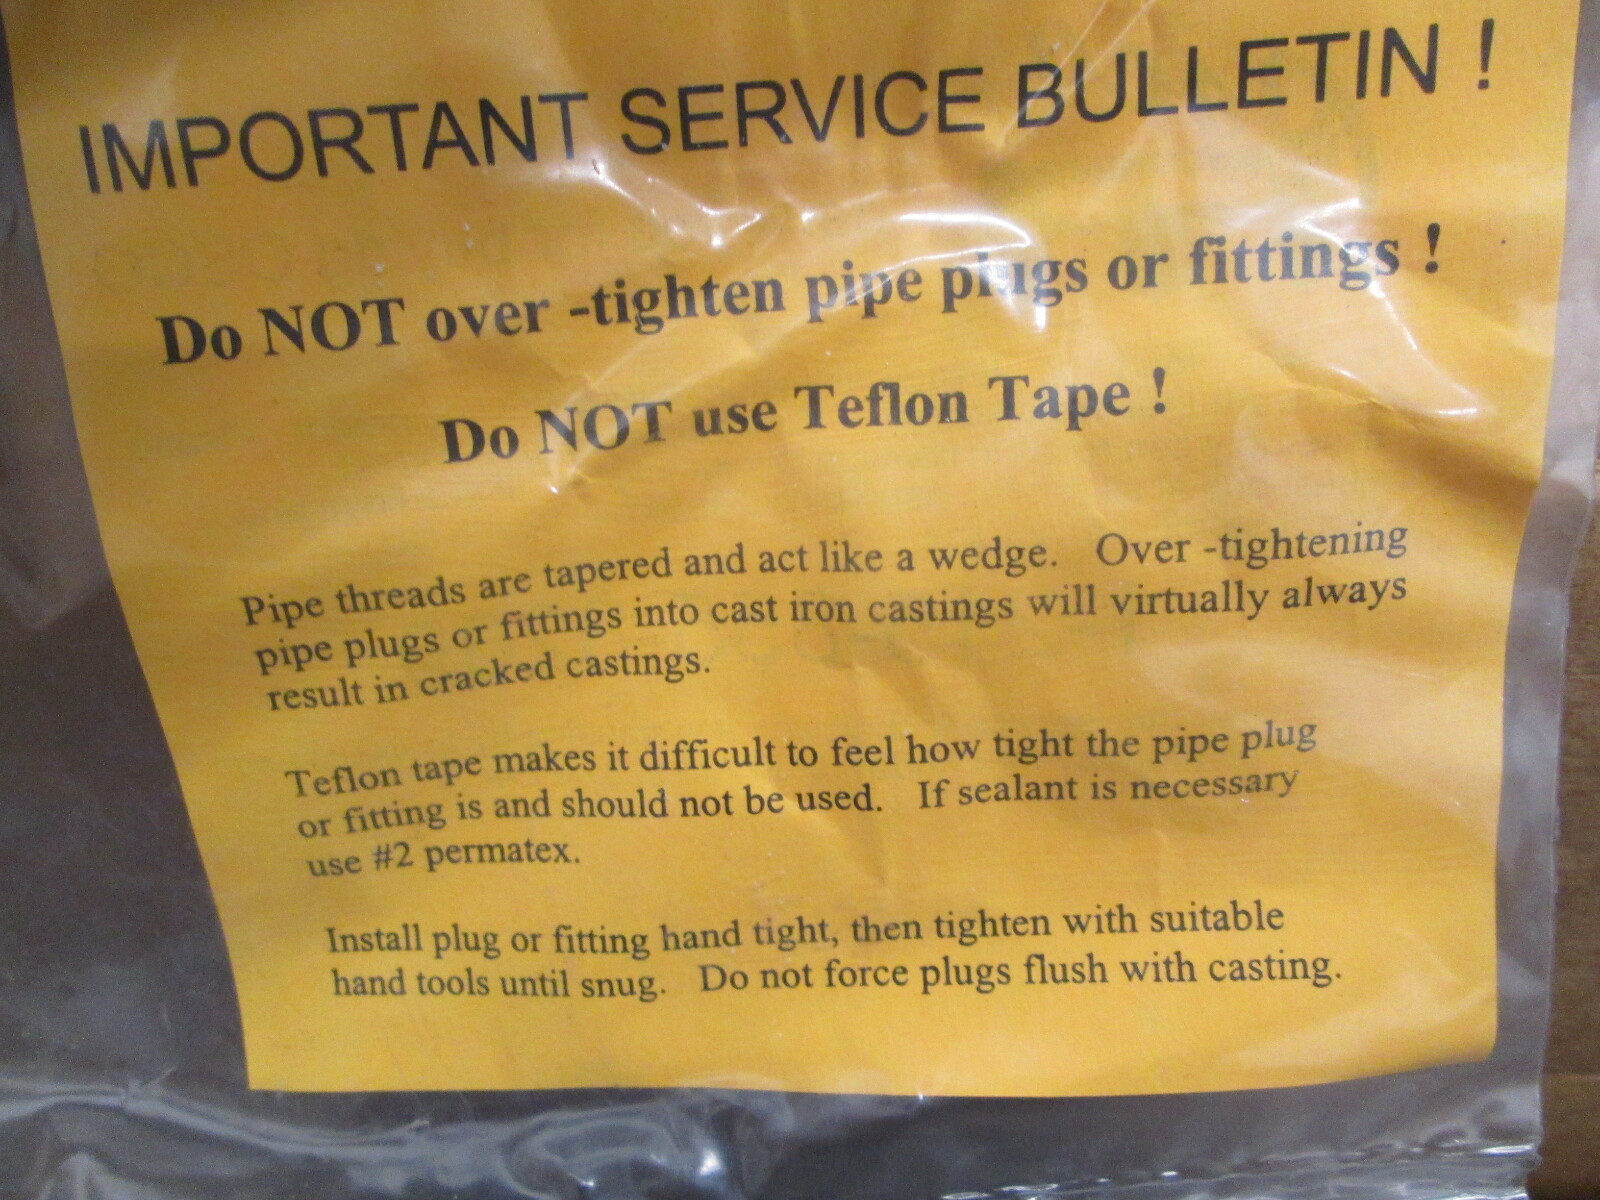 IMPORTANT SERVICE BULLETIN !
Do NOT over -tighten pipe plugs or fittings !
Do NOT use Teflon Tape !
Pipe threads are tapered and act like a wedge. Over -tightening
pipe plugs or fittings into cast iron castings will virtually always
result in cracked castings.
Teflon tape makes it difficult to feel how tight the pipe plug
or fitting is and should not be used. If sealant is necessary
use #2 permatex.
Install plug or fitting hand tight, then tighten with suitable
hand tools until snug. Do not force plugs flush with casting.